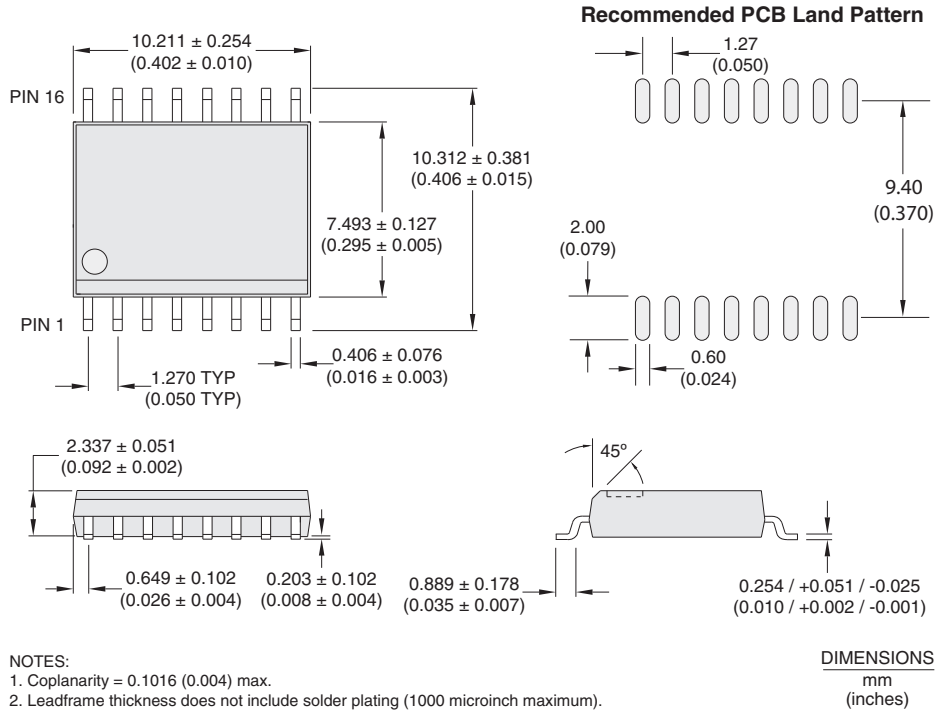 Recommended PCB Land Pattern
10.211 ± 0.254
(0.402 ± 0.010)
PIN 16
10.312 ± 0.381
(0.406 ± 0.015)
7.493 ± 0.127
(0.295 ± 0.005)
PIN 1
1.270 TYP
(0.050 TYP)
0.406 ± 0.076
(0.016 ± 0.003)
1.27
(0.050)
9.40
(0.370)
2.00
(0.079)
0.60
(0.024)
2.337 ± 0.051
(0.092 ± 0.002)
0.649 ± 0.102
(0.026 ± 0.004)
0.203 ± 0.102
(0.008 ± 0.004)
45º
0.889 ± 0.178
(0.035 ± 0.007)
0.254 / +0.051 / -0.025
(0.010 / +0.002 / -0.001)
NOTES:
1. Coplanarity = 0.1016 (0.004) max.
2. Leadframe thickness does not include solder plating (1000 microinch maximum).
DIMENSIONS
mm
(inches)